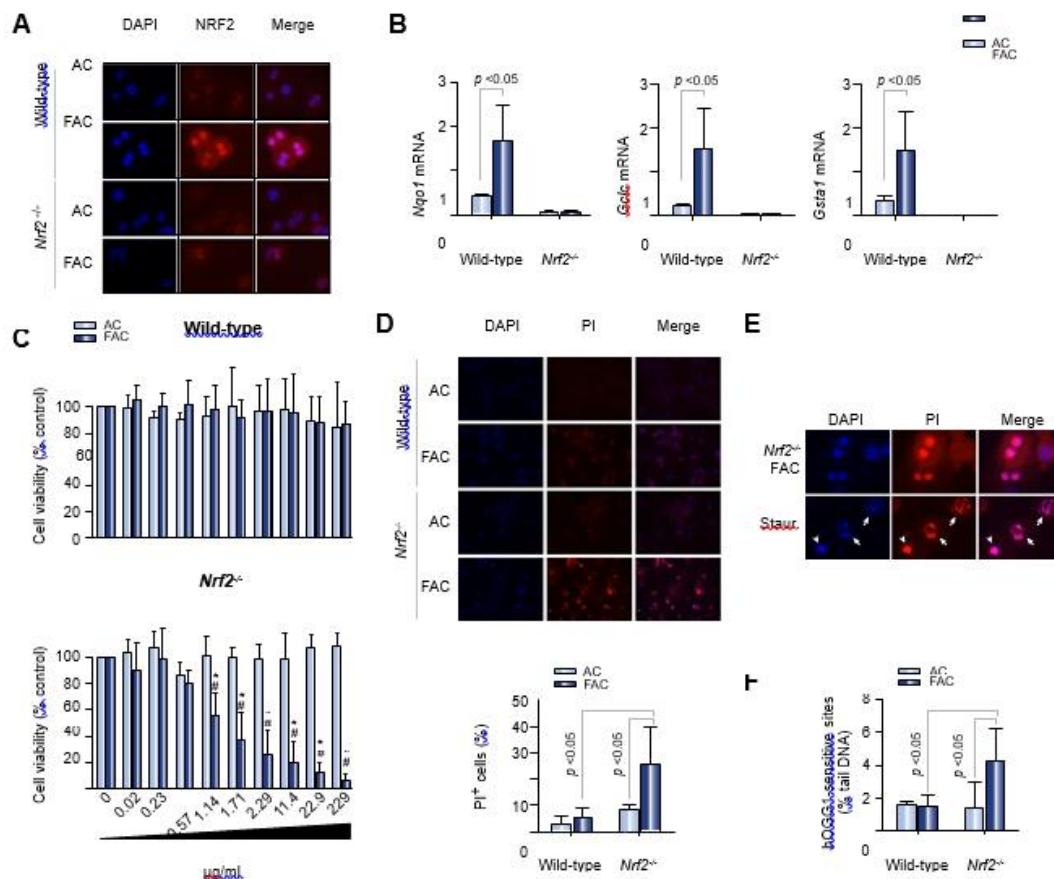 A
DAPI NRF2 Merge
Wild-type
AC
FAC
Nrf2 -/-
AC
FAC
B
AC
FAC
Nqo1 mRNA
3
2
1
0
p <0.05
Wild-type Nrf2-/-
Gclc mRNA
3
2
1
0
p <0.05
Wild-type Nrf2-/-
Gsta1 mRNA
3
2
1
0
p <0.05
Wild-type Nrf2-/-
C
AC
FAC
Wild-type
Cell viability (% control)
100
80
60
40
20
0
Nrf2-/-
Cell viability (% control)
100
80
60
40
20
* # * # # * # * # #
0 0.02 0.23 0.57 1.14 1.71 2.29 11.4 22.9 229
µg/ml
D
DAPI PI Merge
Wild-type
AC
FAC
Nrf2-/-
AC
FAC
AC
FAC
PI+ cells (%)
50
40
30
20
10
0
p <0.05
p <0.05
Wild-type Nrf2-/-
E
DAPI PI Merge
Nrf2-/-
FAC
Staur.
F
AC
FAC
hOGG1-sensitive sites
(% tail DNA)
8
6
4
2
0
p <0.05
p <0.05
Wild-type Nrf2-/-